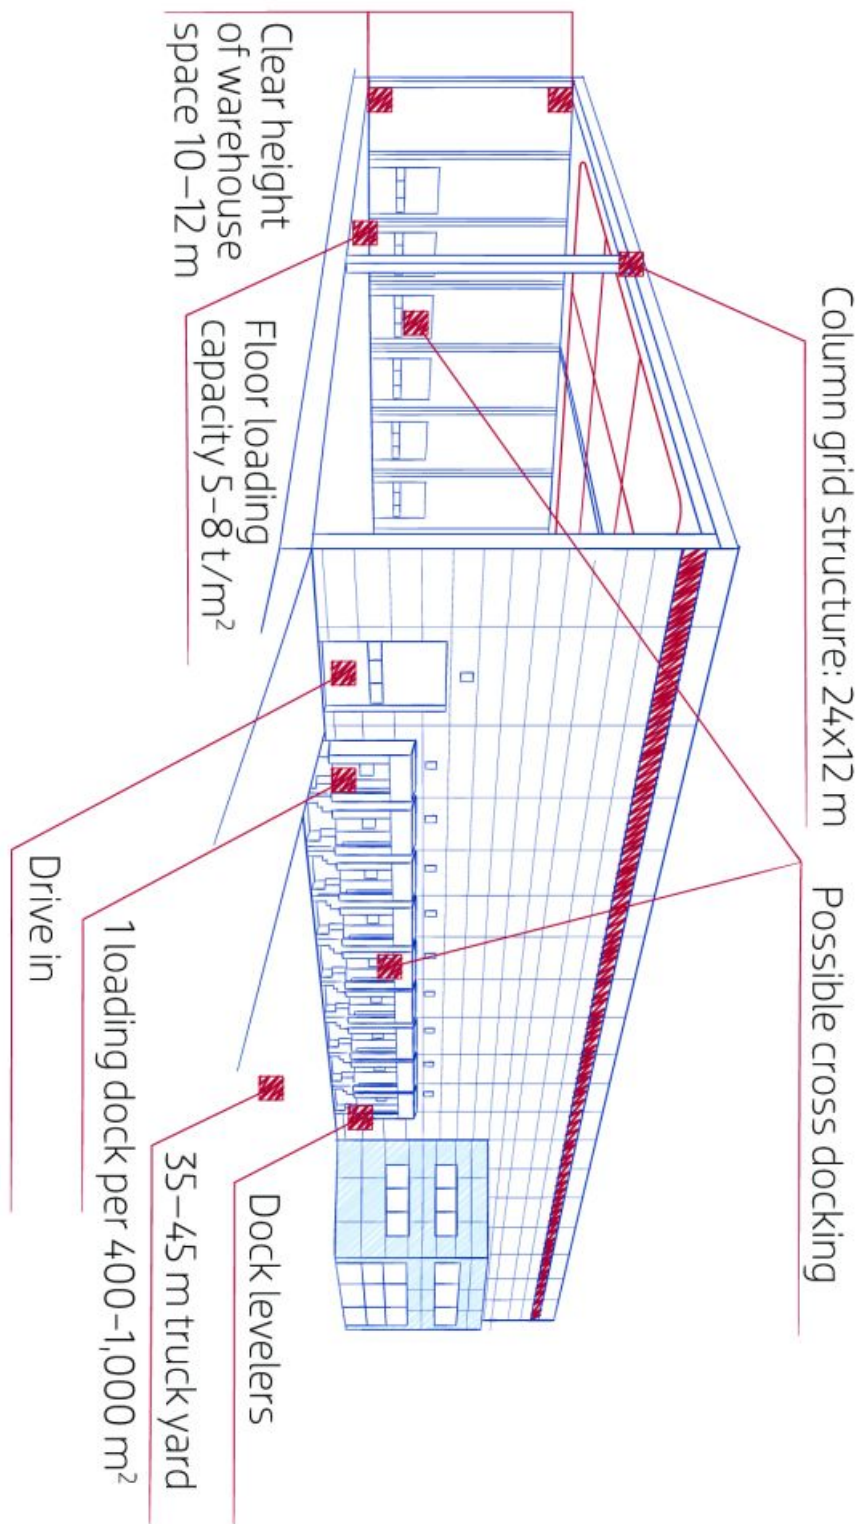 Column grid structure: 24x12 m
Possible cross docking
Clear height
of warehouse
space 10–12 m
Floor loading
capacity 5–8 t/m²
Drive in
1 loading dock per 400–1,000 m²
35–45 m truck yard
Dock levelers